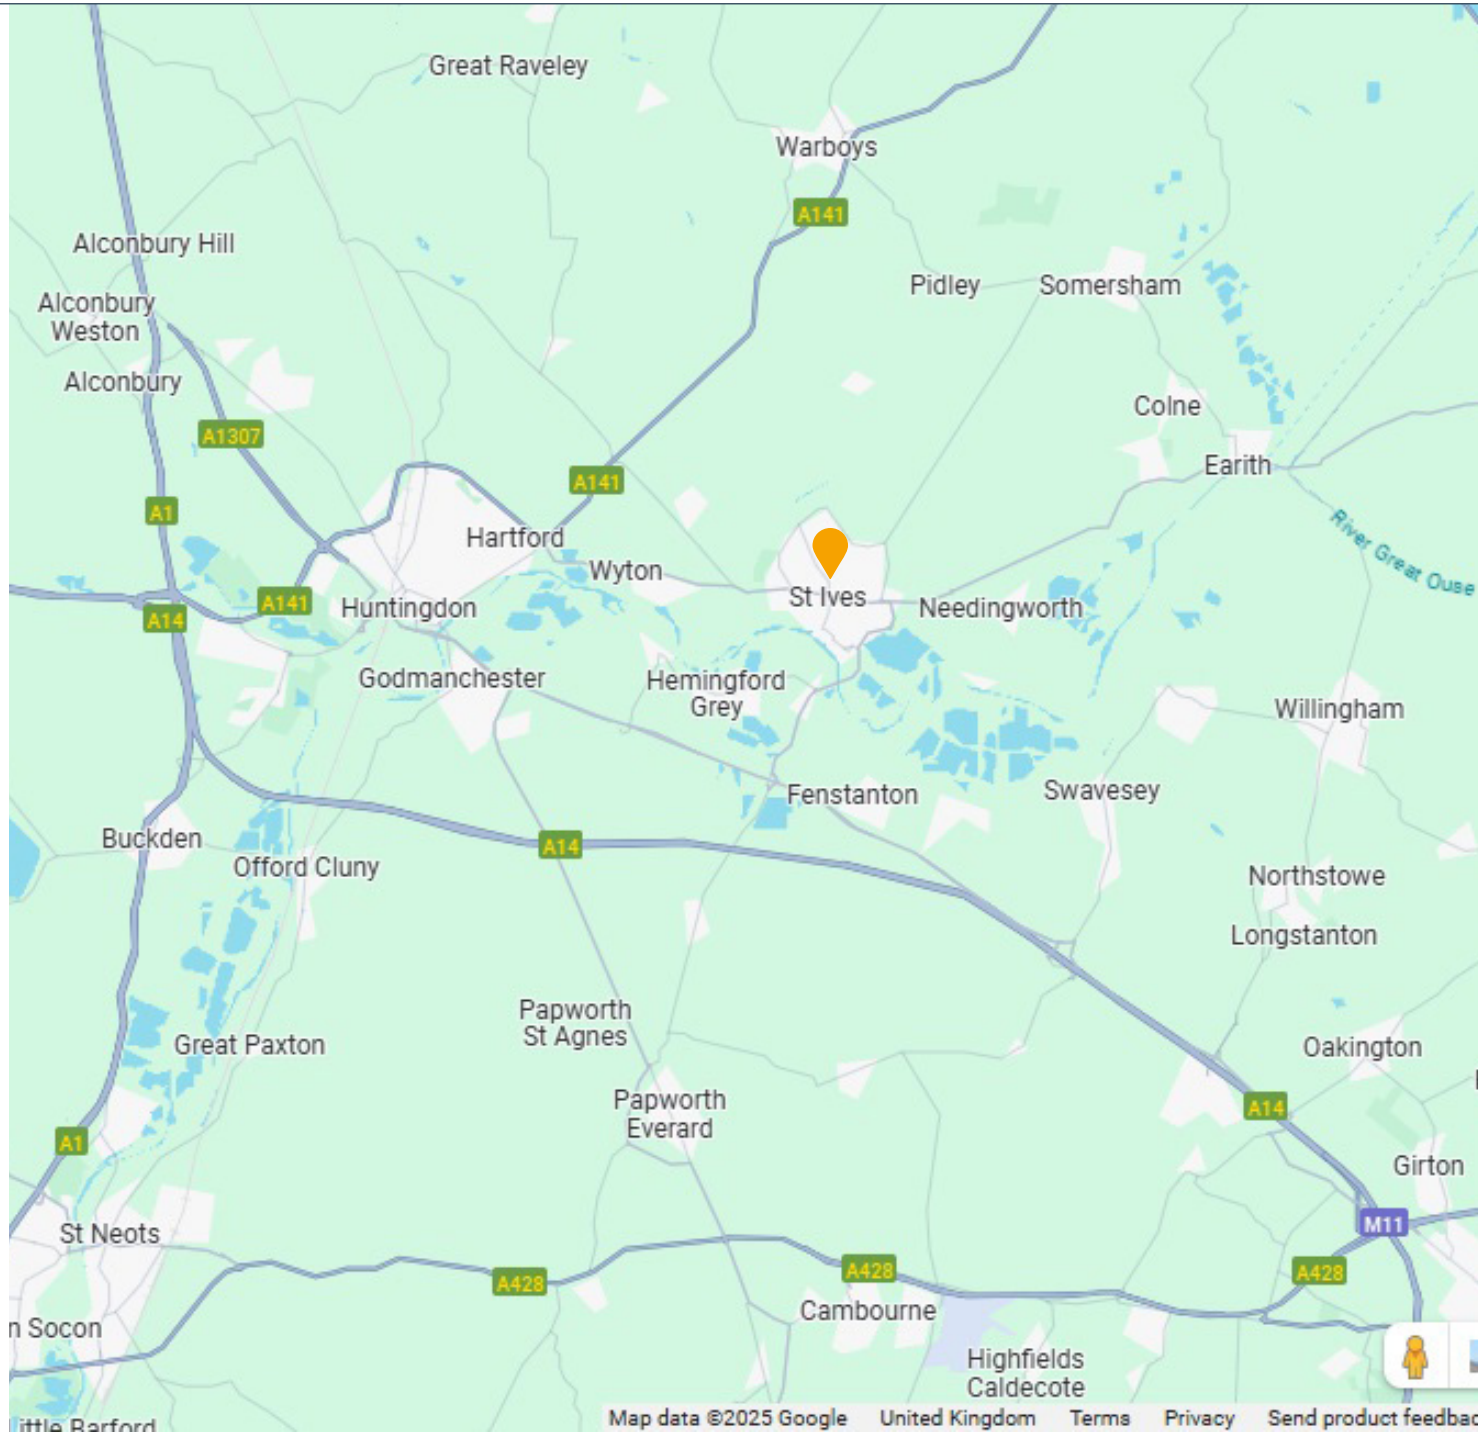 Great Raveley
Warboys
A141
Alconbury Hill
Pidley
Somersham
Alconbury
Weston
Alconbury
Colne
A1307
Earith
A141
A1
River Great Ouse
Hartford
Wyton
St Ives
A141
Huntingdon
Needingworth
A14
Godmanchester
Hemingford
Grey
Willingham
Fenstanton
Swavesey
Buckden
A14
Offord Cluny
Northstowe
Longstanton
Papworth
St Agnes
Great Paxton
Oakington
Papworth
Everard
A14
A1
Girton
St Neots
M11
A428
A428
A428
Cambourne
n Socon
Highfields
Caldecote
Little Barford
Map data ©2025 Google United Kingdom Terms Privacy Send product feedbac